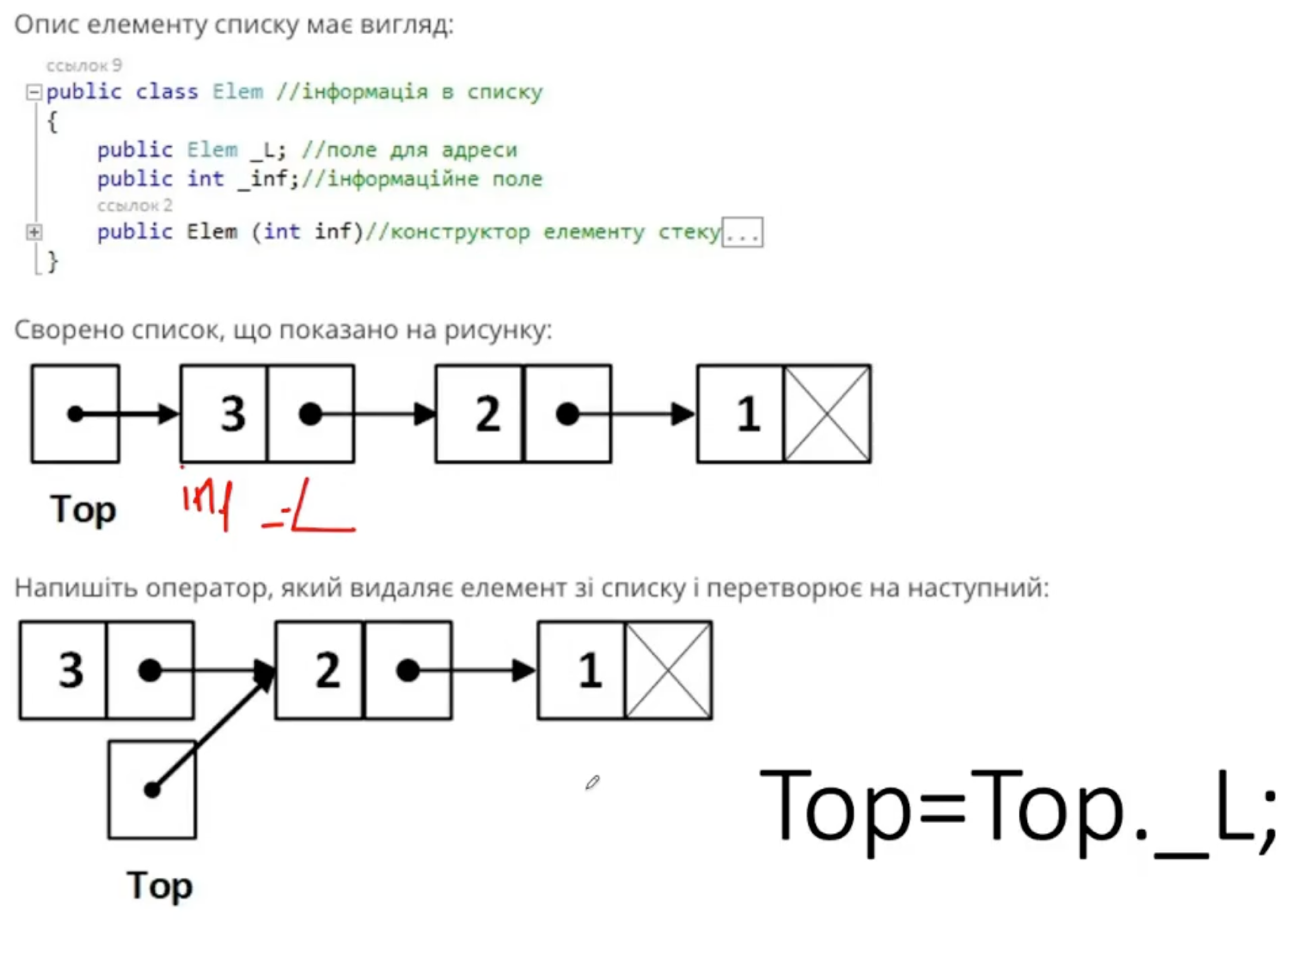 Опис елементу списку має вигляд:
ссылок 9
public class Elem //інформація в списку
{
public Elem _L; //поле для адреси
public int _inf;//інформаційне поле
ссылок 2
public Elem (int inf)//конструктор елементу стеку...
}
Сворено список, що показано на рисунку:
3 2 1
Top
inf _L
Напишіть оператор, який видаляє елемент зі списку і перетворює на наступний:
3 2 1
Top=Top._L;
Top